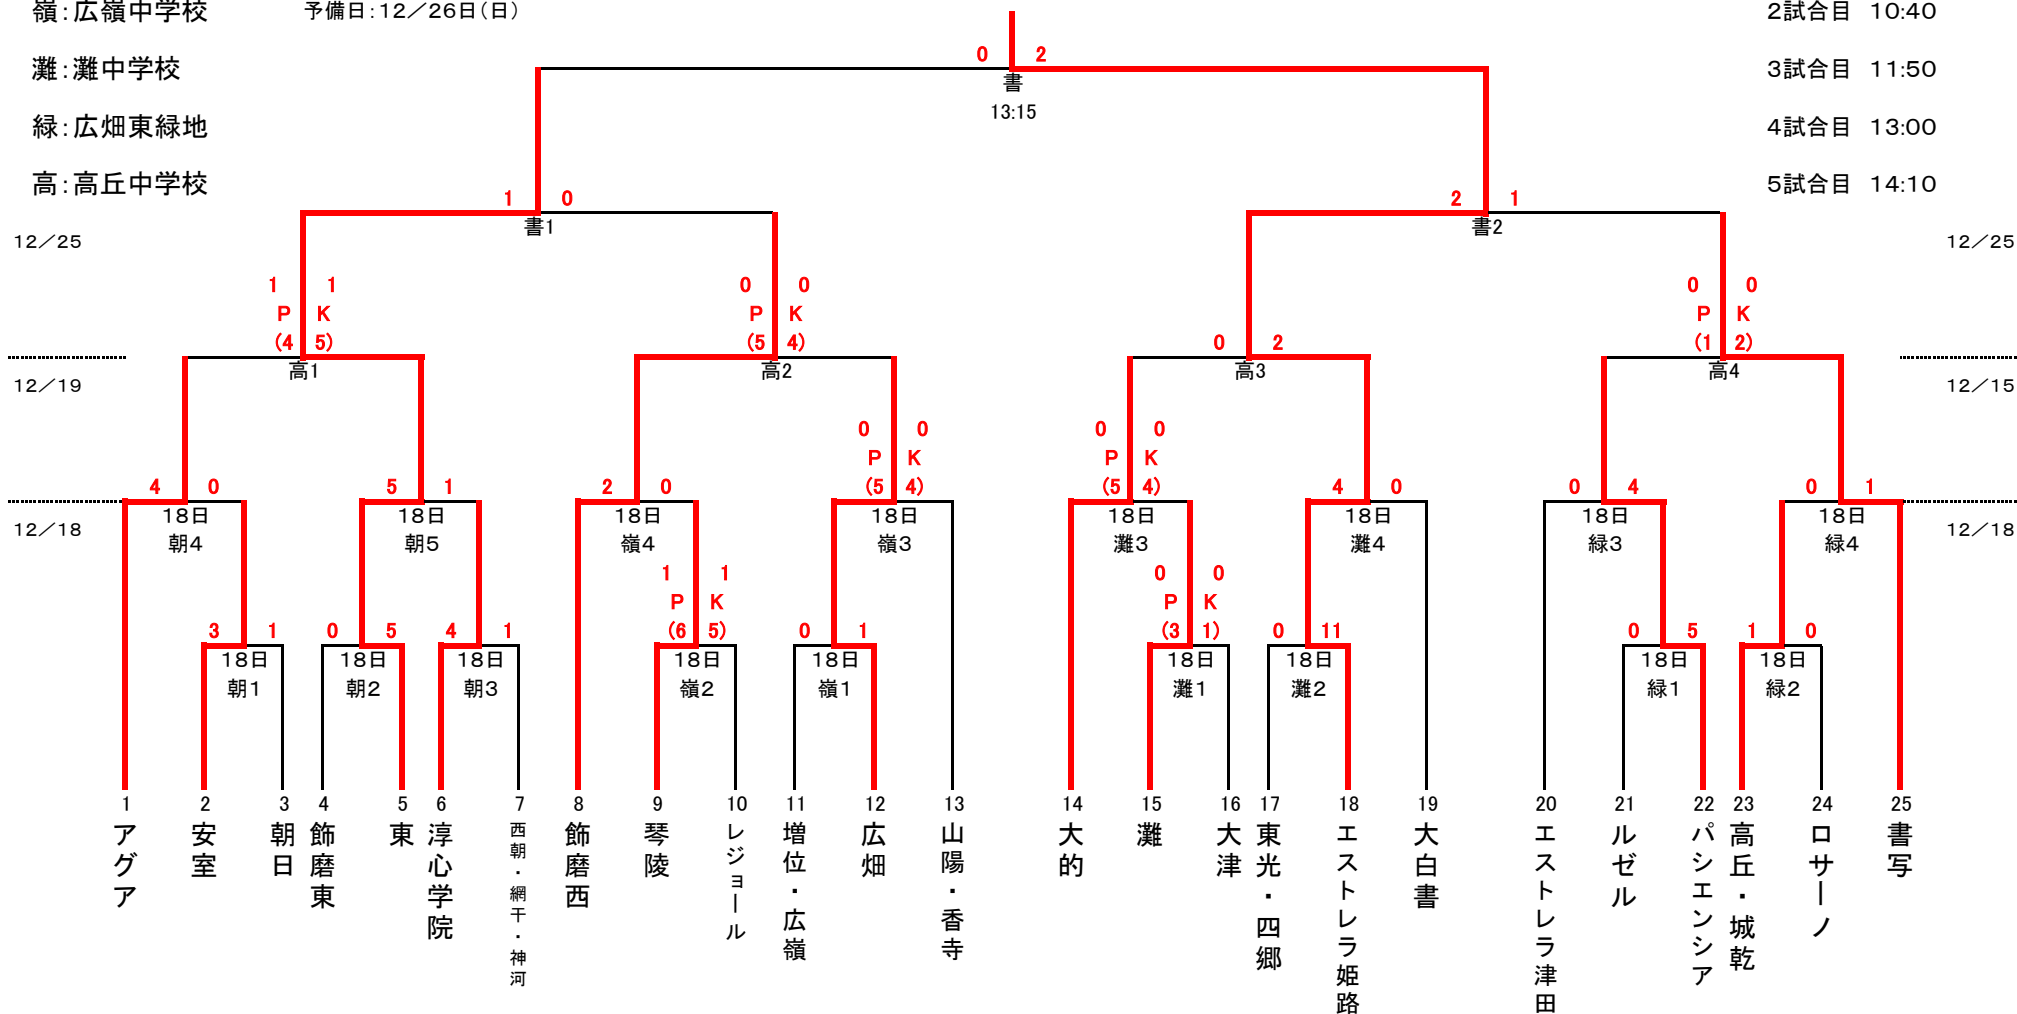 嶺：広嶺中学校　予備日：12／26日（日）　2試合目　10:40
0　2
灘：灘中学校　3試合目　11:50
書
13:15
緑：広畑東緑地　4試合目　13:00
高：高丘中学校　5試合目　14:10
1　0　2　1
書1　書2
12／25　12／25
1　1　0　0　0　0
P　K　P　K　P　K
(4　5)　(5　4)　0　2　(1　2)
高1　高2　高3　高4
12／19　12／15
0　0　0　0
P　K　P　K
4　0　5　1　2　0　(5　4)　(5　4)　4　0　0　4　0　1
18日　18日　18日　18日　18日　18日　18日　18日
12／18　12／18
朝4　朝5　嶺4　嶺3　灘3　灘4　緑3　緑4
1　1　0　0
P　K　P　K
3　1　0　5　4　1　(6　5)　0　1　(3　1)　0　11　0　5　1　0
18日　18日　18日　18日　18日　18日　18日　18日　18日
朝1　朝2　朝3　嶺2　嶺1　灘1　灘2　緑1　緑2
1　2　3　4　5　6　7　8　9　10　11　12　13　14　15　16　17　18　19　20　21　22　23　24　25
アグア
安室
朝日
飾磨東
東
淳心学院
西朝・網干・神河
飾磨西
琴陵
レジョール
増位・広嶺
広畑
山陽・香寺
大的
灘
大津
東光・四郷
エストレラ姫路
大白書
エストレラ津田
ルゼル
パシエンシア
高丘・城乾
ロサーノ
書写